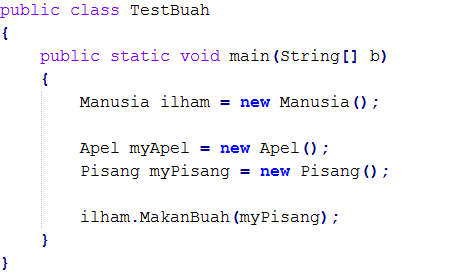 public class TestBuah
{
    public static void main(String[] b)
    {
        Manusia ilham = new Manusia();

        Apel myApel = new Apel();
        Pisang myPisang = new Pisang();

        ilham.MakanBuah(myPisang);
    }
}